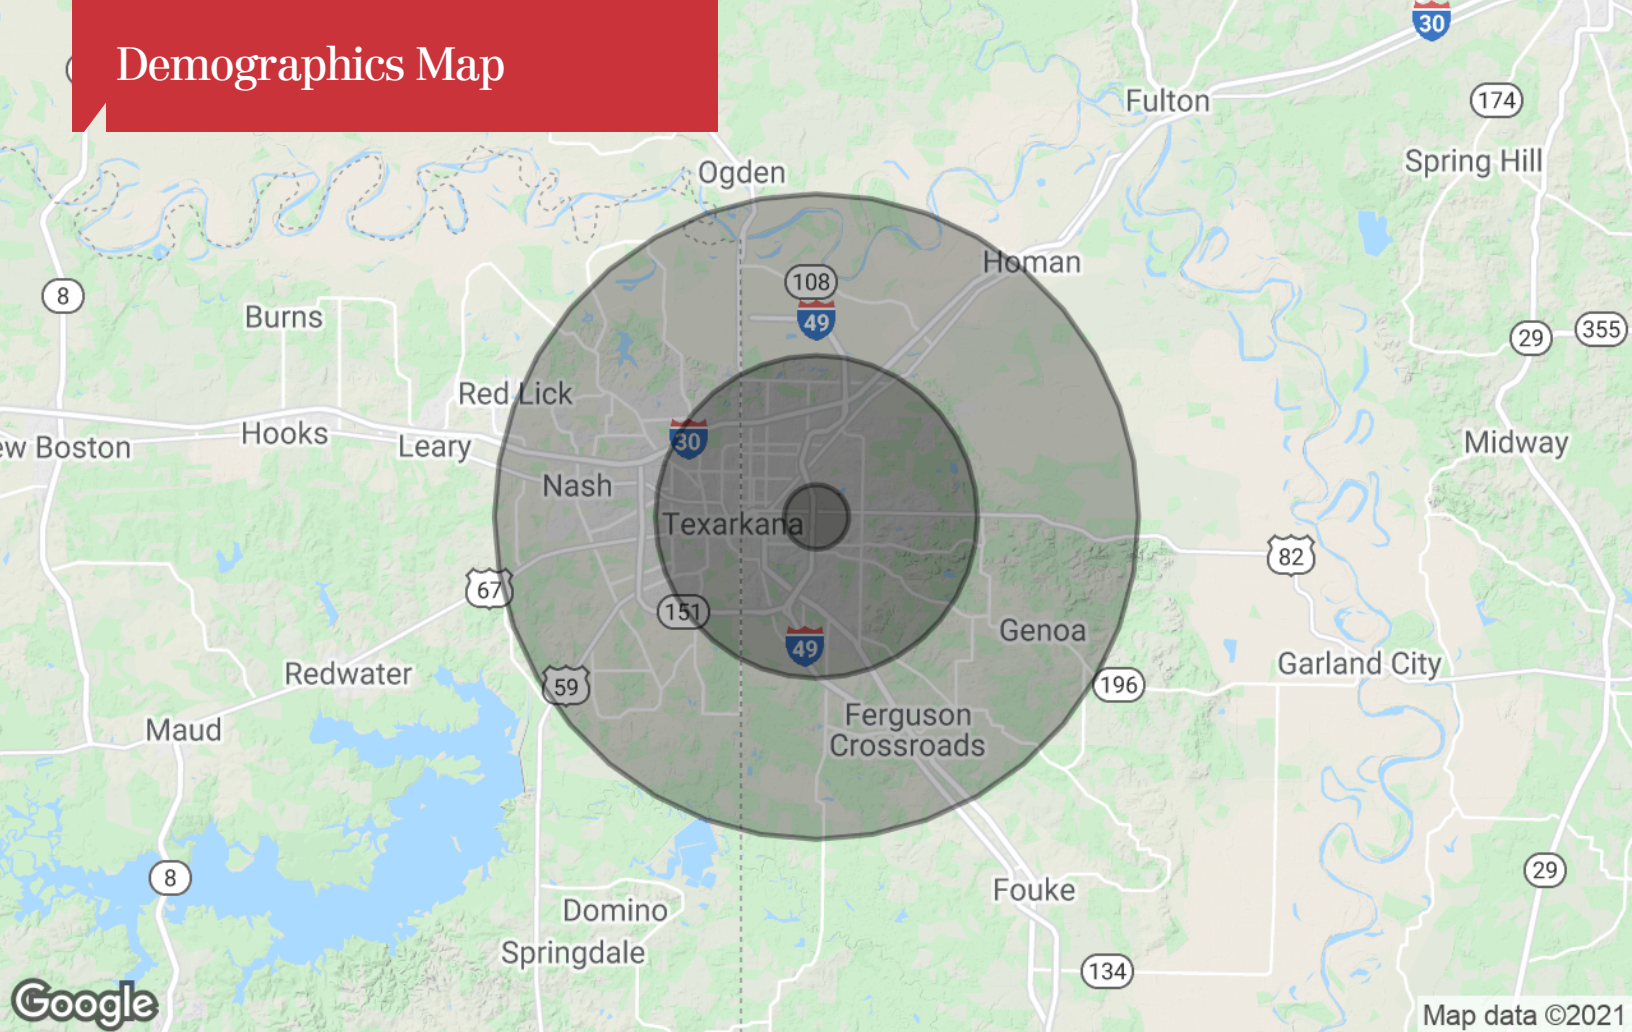 Demographics Map
30
Fulton
174
Spring Hill
Ogden
Homan
108
8
Burns
49
29
355
Red Lick
Hooks
Leary
30
Midway
ew Boston
Nash
Texarkana
82
67
151
Genoa
49
Garland City
Redwater
59
196
Maud
Ferguson
Crossroads
8
29
Fouke
Domino
Springdale
134
Google
Map data ©2021